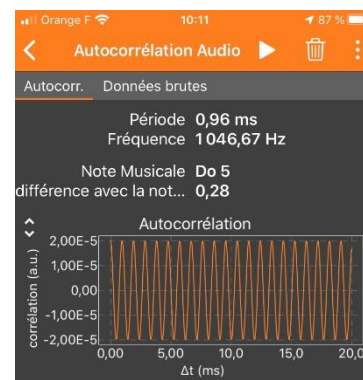 Orange F 10:11 87 %
Autocorrélation Audio
Autocorr. Données brutes
Période 0,96 ms
Fréquence 1 046,67 Hz
Note Musicale Do 5
différence avec la not... 0,28
Autocorrélation
corrélation (a.u.)
2,00E-5
1,00E-5
0,00
-1,00E-5
-2,00E-5
0,00 5,00 10,0 15,0 20,0
Δt (ms)